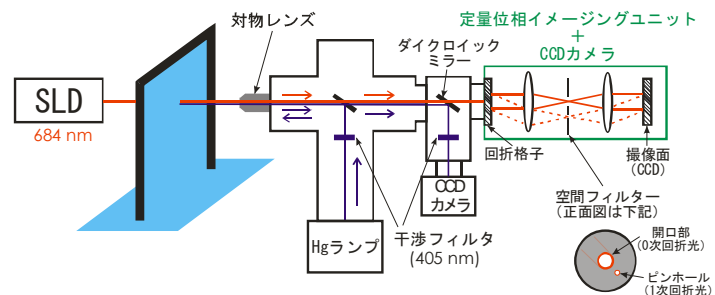 定量位相イメージングユニット
+
CCDカメラ
対物レンズ
ダイクロイック
ミラー
SLD
684 nm
回折格子
撮像面
(CCD)
CCD
カメラ
空間フィルター
(正面図は下記)
干渉フィルタ
(405 nm)
Hgランプ
開口部
(0次回折光)
ピンホール
(1次回折光)